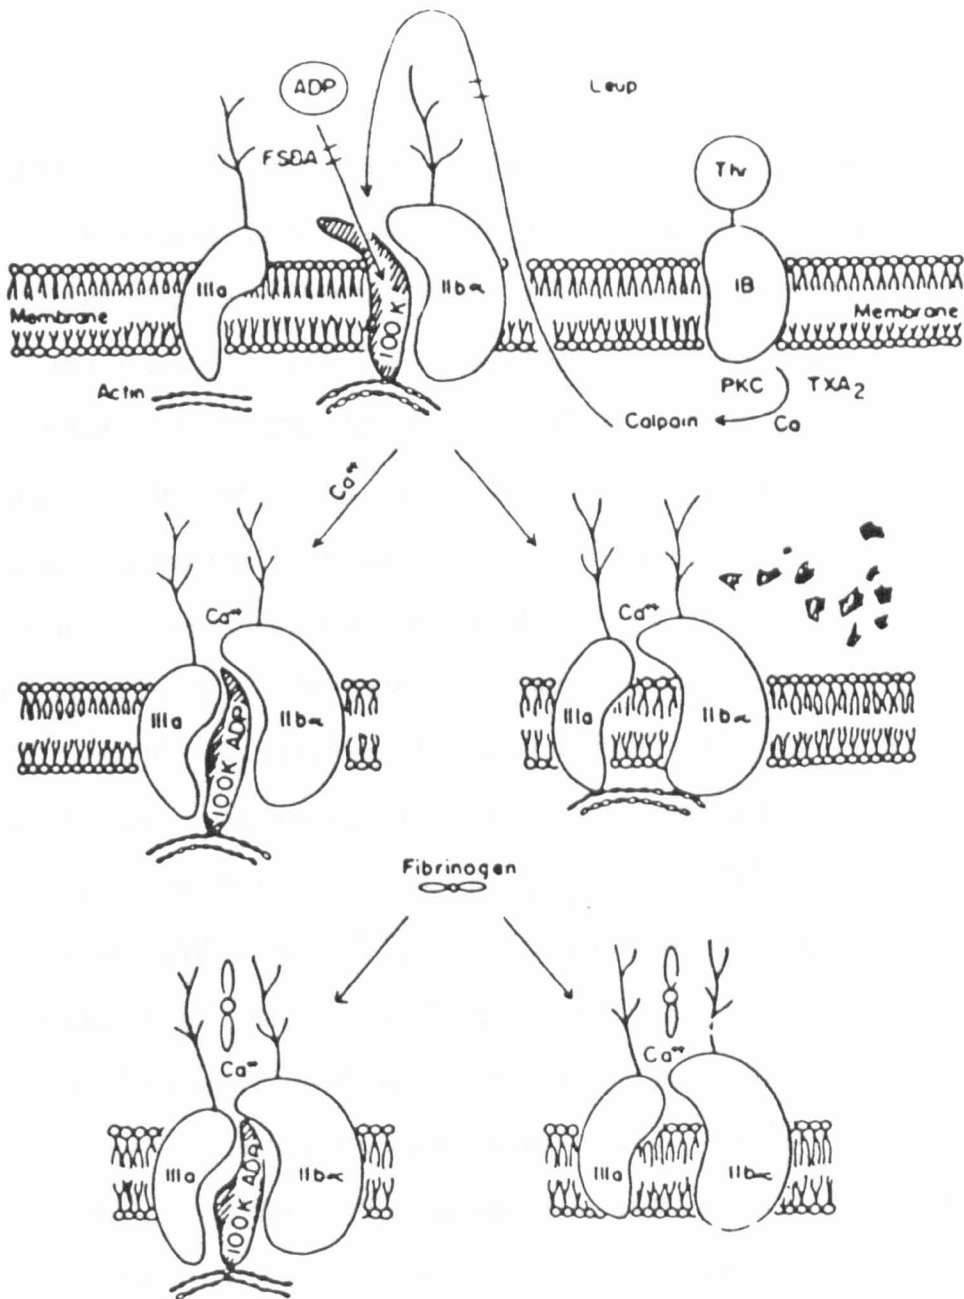 ADP
Leup
FSBA
Thr
IIIa
100K
IIbα
IB
Membrane
Membrane
Actin
PKC
TXA2
Calpain
Ca
Ca++
Ca++
Ca++
IIIa
100K ADP
IIbα
IIIa
IIbα
Fibrinogen
Ca++
Ca++
IIIa
100K ADP
IIbα
IIIa
IIbα